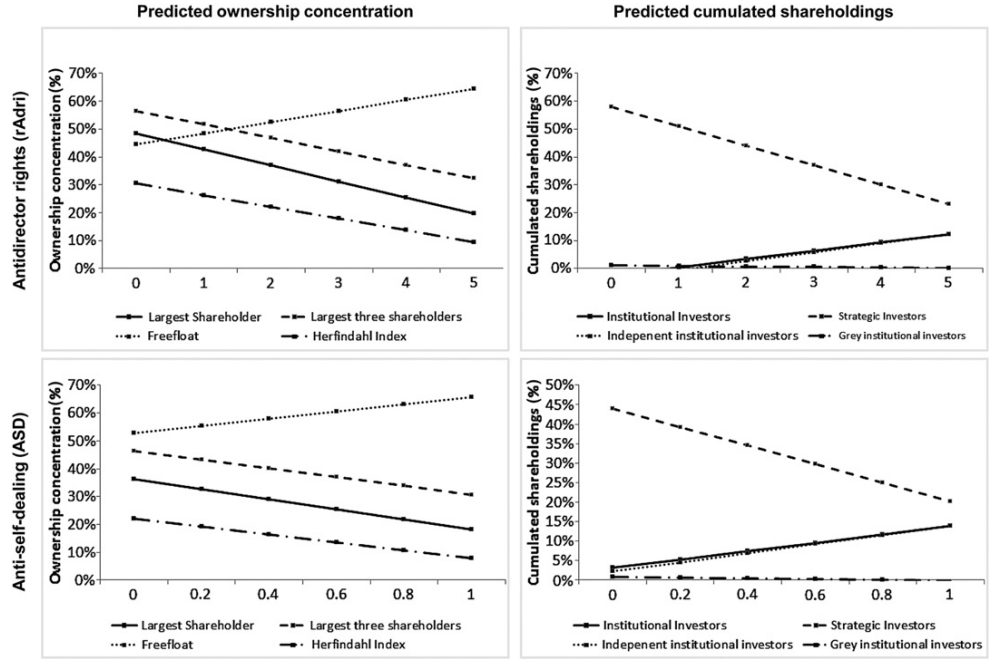 Predicted ownership concentration
Predicted cumulated shareholdings
Antidirector rights (rAdri)
Ownership concentration (%)
70%
60%
50%
40%
30%
20%
10%
0%
0 1 2 3 4 5
Largest Shareholder Largest three shareholders
Freefloat Herfindahl Index
Cumulated shareholdings (%)
70%
60%
50%
40%
30%
20%
10%
0%
0 1 2 3 4 5
Institutional Investors Strategic Investors
Indepenent institutional investors Grey institutional investors
Anti-self-dealing (ASD)
Ownership concentration (%)
70%
60%
50%
40%
30%
20%
10%
0%
0 0.2 0.4 0.6 0.8 1
Largest Shareholder Largest three shareholders
Freefloat Herfindahl Index
Cumulated shareholdings (%)
50%
45%
40%
35%
30%
25%
20%
15%
10%
5%
0%
0 0.2 0.4 0.6 0.8 1
Institutional Investors Strategic Investors
Indepenent institutional investors Grey institutional investors